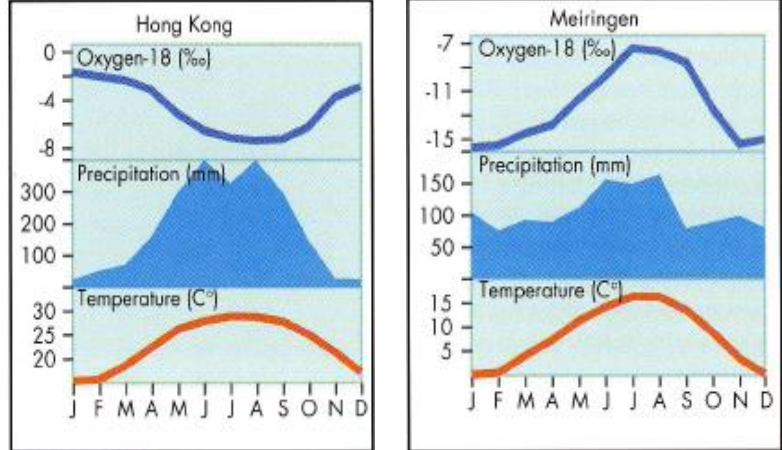 Hong Kong
Oxygen-18 (‰)
0
-4
-8
Precipitation (mm)
300
200
100
Temperature (C°)
30
25
20
J F M A M J J A S O N D
Meiringen
Oxygen-18 (‰)
-7
-11
-15
Precipitation (mm)
150
100
50
Temperature (C°)
15
10
5
J F M A M J J A S O N D